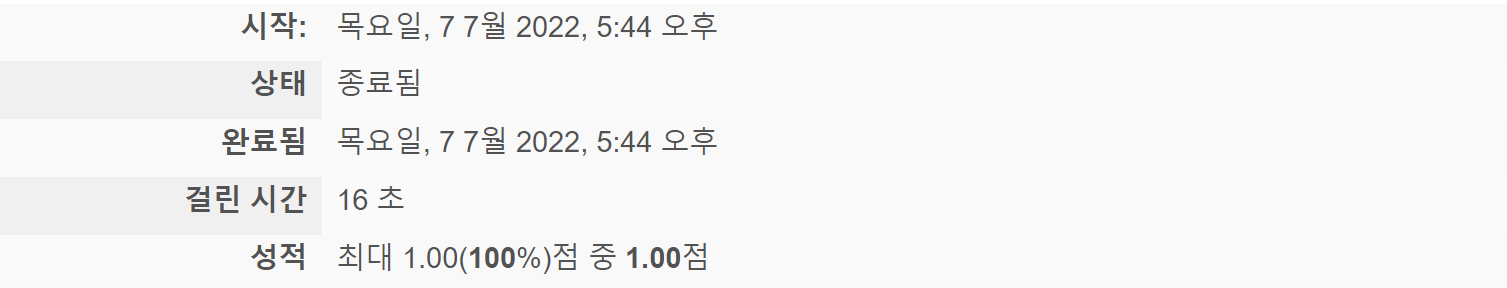 시작: 목요일, 7 7월 2022, 5:44 오후
상태 종료됨
완료됨 목요일, 7 7월 2022, 5:44 오후
걸린 시간 16 초
성적 최대 1.00(100%)점 중 1.00점